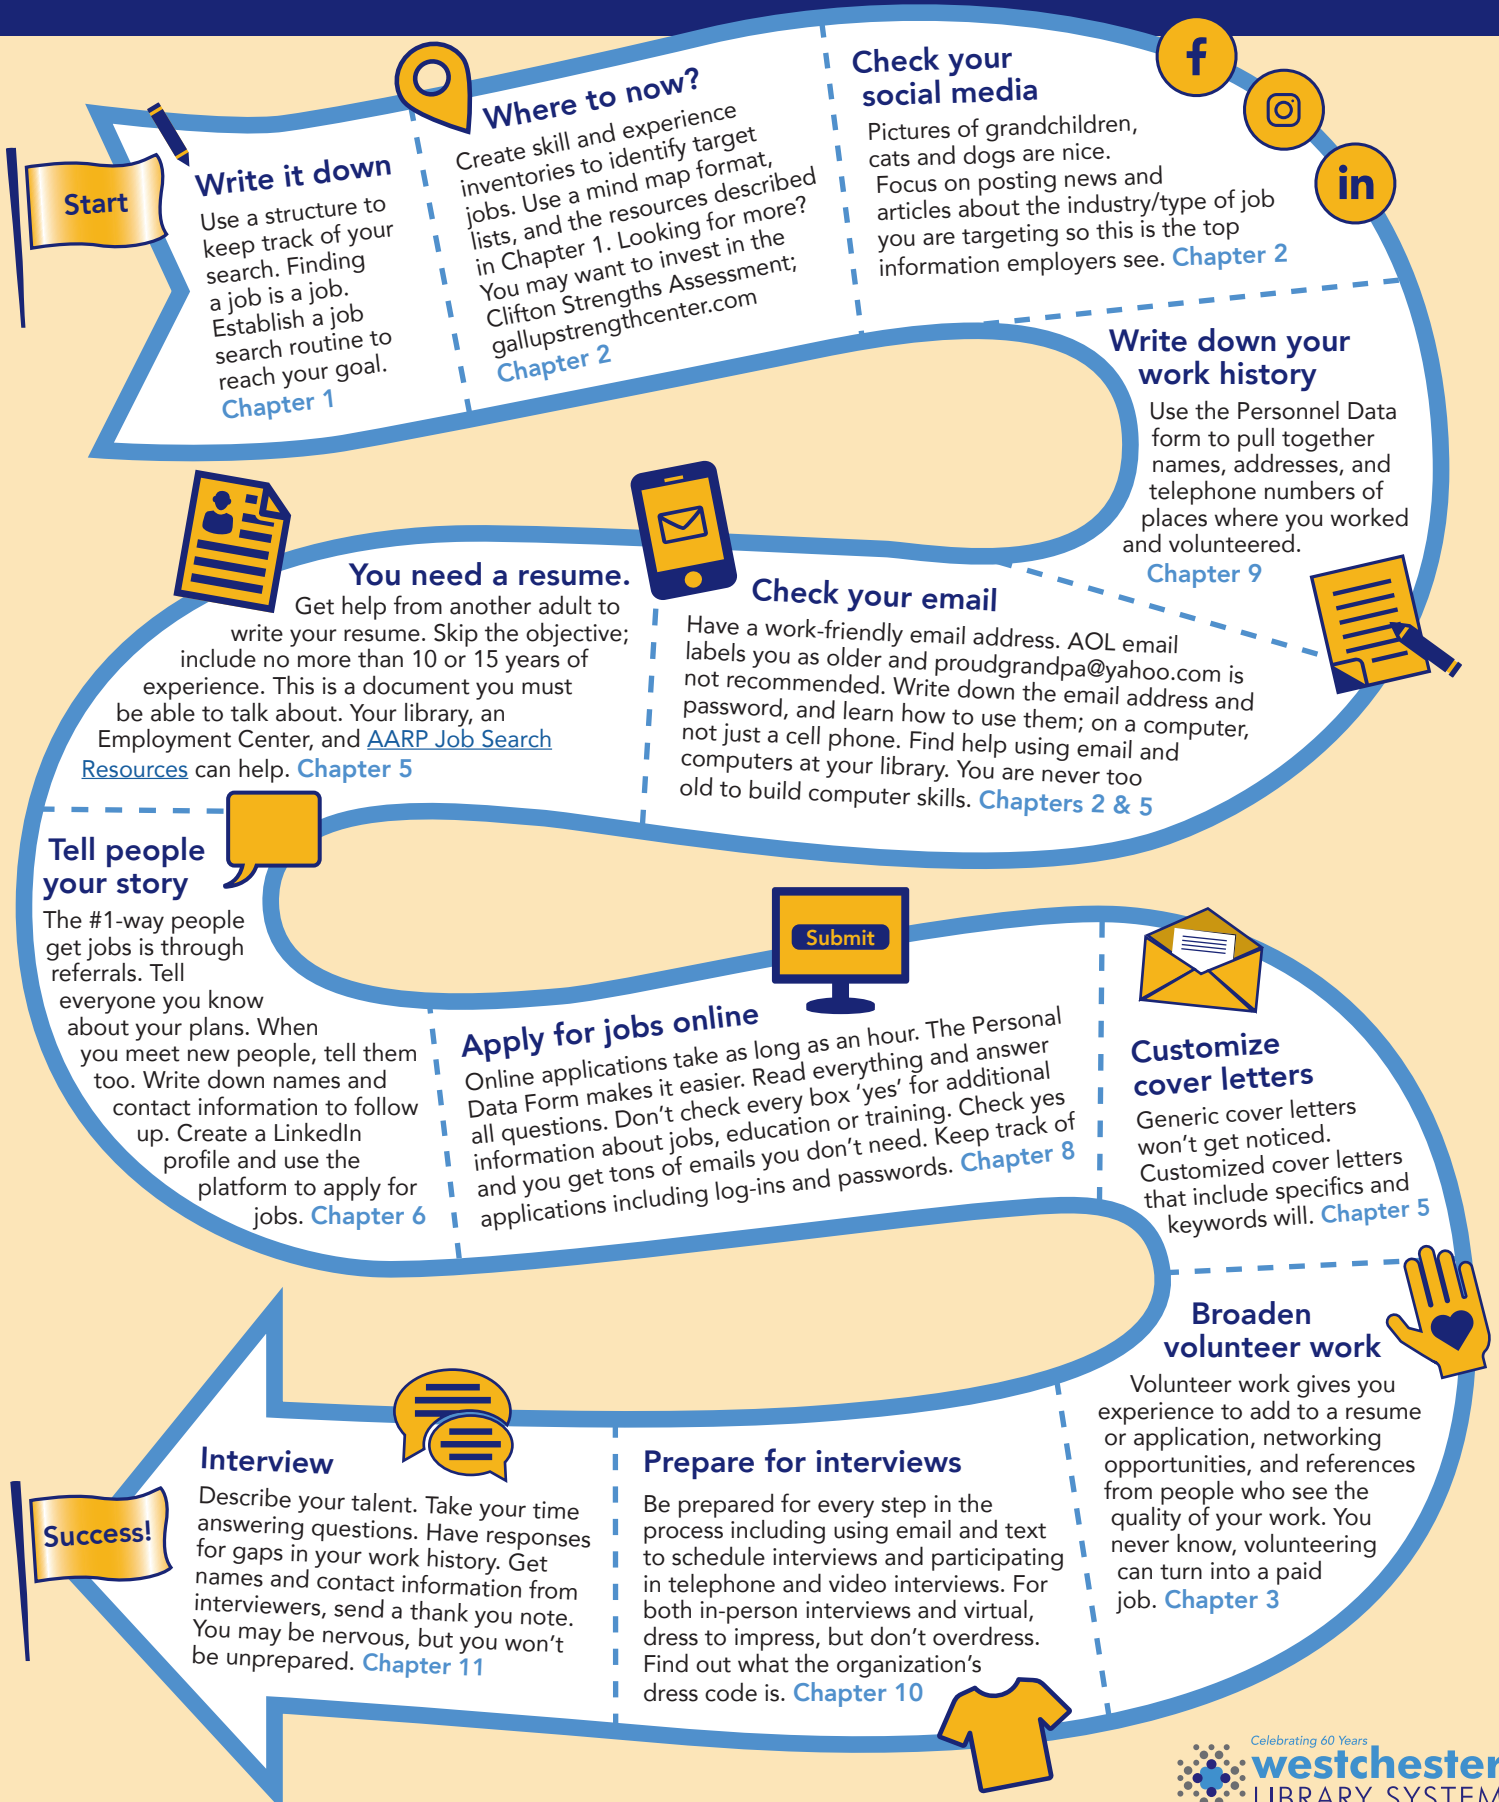 Start
Write it down
Use a structure to
keep track of your
search. Finding
a job is a job.
Establish a job
search routine to
reach your goal.
Chapter 1
Where to now?
Create skill and experience
inventories to identify target
jobs. Use a mind map format,
lists, and the resources described
in Chapter 1. Looking for more?
You may want to invest in the
Clifton Strengths Assessment;
gallupstrengthcenter.com
Chapter 2
Check your
social media
Pictures of grandchildren,
cats and dogs are nice.
Focus on posting news and
articles about the industry/type of job
you are targeting so this is the top
information employers see. Chapter 2
f
in
Write down your
work history
Use the Personnel Data
form to pull together
names, addresses, and
telephone numbers of
places where you worked
and volunteered.
Chapter 9
Check your email
Have a work-friendly email address. AOL email
labels you as older and proudgrandpa@yahoo.com is
not recommended. Write down the email address and
password, and learn how to use them; on a computer,
not just a cell phone. Find help using email and
computers at your library. You are never too
old to build computer skills. Chapters 2 & 5
You need a resume.
Get help from another adult to
write your resume. Skip the objective;
include no more than 10 or 15 years of
experience. This is a document you must
be able to talk about. Your library, an
Employment Center, and AARP Job Search
Resources can help. Chapter 5
Tell people
your story
The #1-way people
get jobs is through
referrals. Tell
everyone you know
about your plans. When
you meet new people, tell them
too. Write down names and
contact information to follow
up. Create a LinkedIn
profile and use the
platform to apply for
jobs. Chapter 6
Submit
Apply for jobs online
Online applications take as long as an hour. The Personal
Data Form makes it easier. Read everything and answer
all questions. Don't check every box 'yes' for additional
information about jobs, education or training. Check yes
and you get tons of emails you don't need. Keep track of
applications including log-ins and passwords. Chapter 8
Customize
cover letters
Generic cover letters
won't get noticed.
Customized cover letters
that include specifics and
keywords will. Chapter 5
Broaden
volunteer work
Volunteer work gives you
experience to add to a resume
or application, networking
opportunities, and references
from people who see the
quality of your work. You
never know, volunteering
can turn into a paid
job. Chapter 3
Prepare for interviews
Be prepared for every step in the
process including using email and text
to schedule interviews and participating
in telephone and video interviews. For
both in-person interviews and virtual,
dress to impress, but don't overdress.
Find out what the organization's
dress code is. Chapter 10
Interview
Describe your talent. Take your time
answering questions. Have responses
for gaps in your work history. Get
names and contact information from
interviewers, send a thank you note.
You may be nervous, but you won't
be unprepared. Chapter 11
Success!
Celebrating 60 Years
westchester
LIBRARY SYSTEM